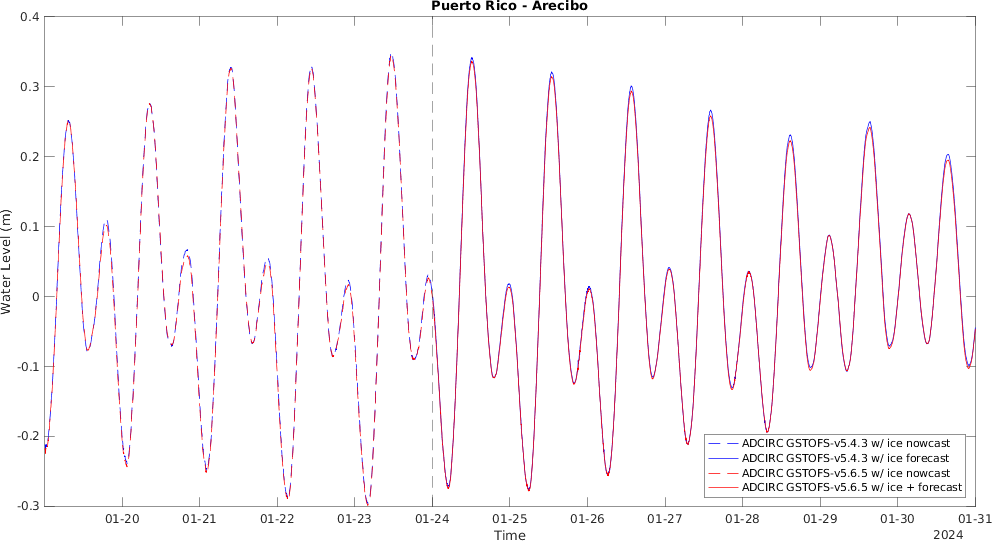 Puerto Rico - Arecibo
0.4
0.3
0.2
0.1
0
-0.1
-0.2
-0.3
Water Level (m)
ADCIRC GSTOFS-v5.4.3 w/ ice nowcast
ADCIRC GSTOFS-v5.4.3 w/ ice forecast
ADCIRC GSTOFS-v5.6.5 w/ ice nowcast
ADCIRC GSTOFS-v5.6.5 w/ ice + forecast
01-20 01-21 01-22 01-23 01-24 01-25 01-26 01-27 01-28 01-29 01-30 01-31
Time
2024